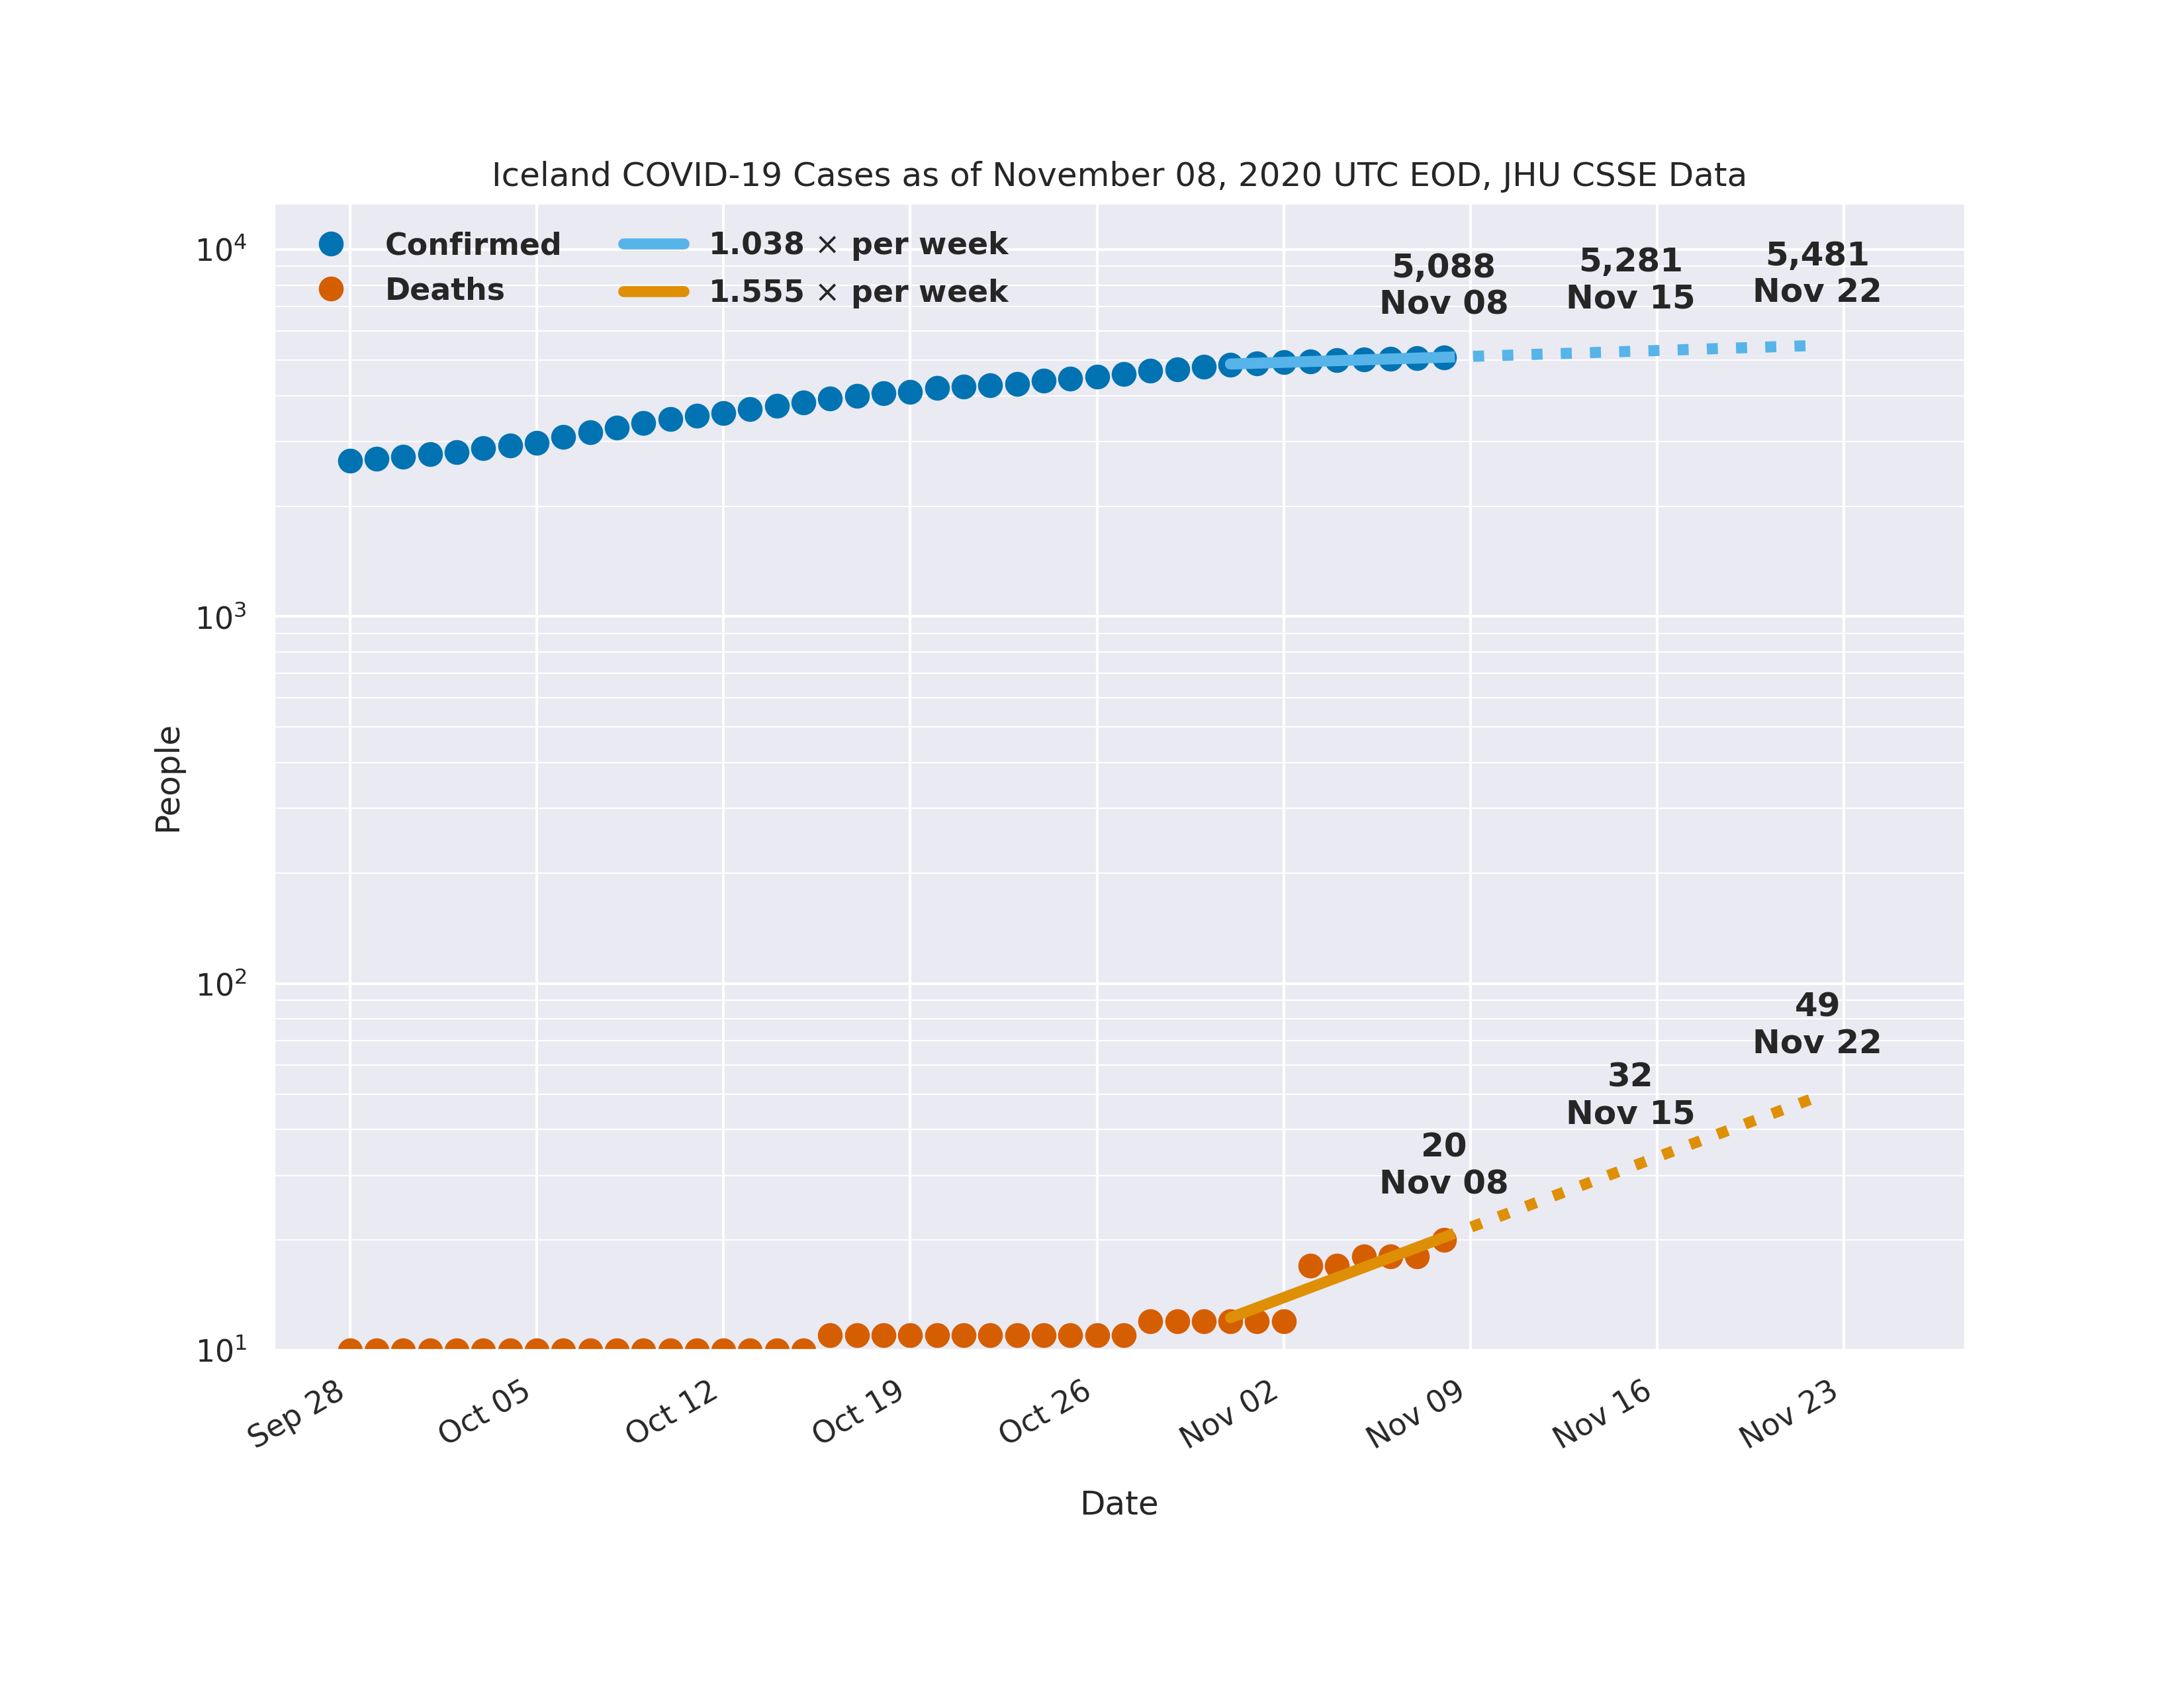 Iceland COVID-19 Cases as of November 08, 2020 UTC EOD, JHU CSSE Data
Confirmed
Deaths
1.038 × per week
1.555 × per week
5,088
Nov 08
5,281
Nov 15
5,481
Nov 22
49
Nov 22
32
Nov 15
20
Nov 08
10⁴
10³
10²
10¹
People
Sep 28
Oct 05
Oct 12
Oct 19
Oct 26
Nov 02
Nov 09
Nov 16
Nov 23
Date